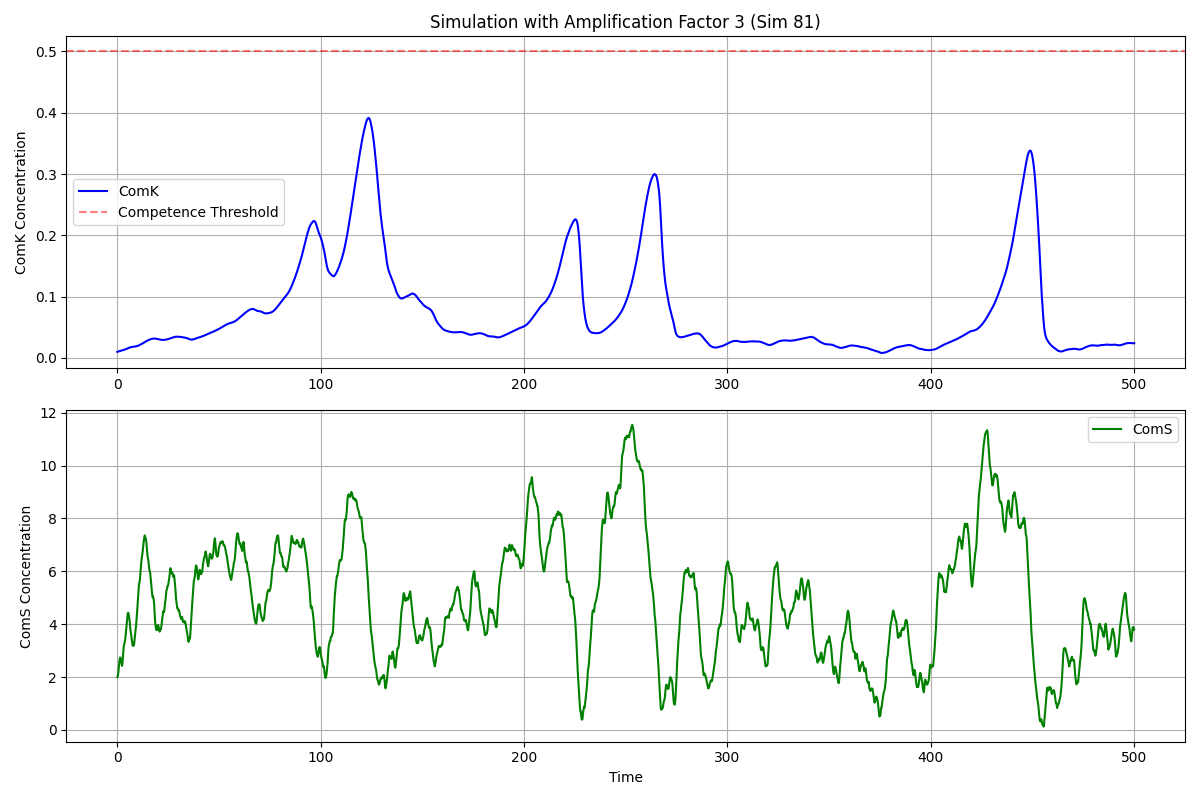 Simulation with Amplification Factor 3 (Sim 81)
ComK Concentration
0.5
0.4
0.3
0.2
0.1
0.0
ComK
Competence Threshold
0 100 200 300 400 500
ComS Concentration
12
10
8
6
4
2
0
ComS
0 100 200 300 400 500
Time